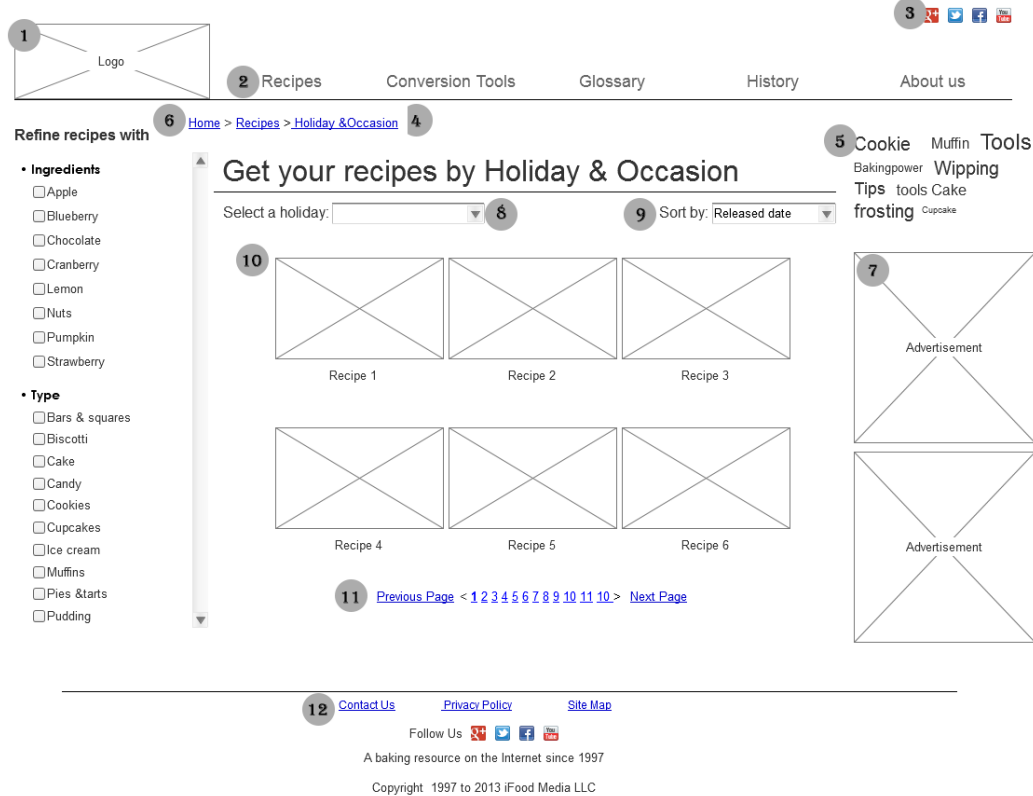 3
You Tube
1
Logo
2 Recipes Conversion Tools Glossary History About us
6 Home > Recipes > Holiday &Occasion 4
Refine recipes with
• Ingredients
Apple
Blueberry
Chocolate
Cranberry
Lemon
Nuts
Pumpkin
Strawberry
• Type
Bars & squares
Biscotti
Cake
Candy
Cookies
Cupcakes
Ice cream
Muffins
Pies &tarts
Pudding
Get your recipes by Holiday & Occasion
Select a holiday: 8 9 Sort by: Released date
10
Recipe 1 Recipe 2 Recipe 3
Recipe 4 Recipe 5 Recipe 6
11 Previous Page < 1 2 3 4 5 6 7 8 9 10 11 10 > Next Page
5 Cookie Muffin Tools
Bakingpower Wipping
Tips tools Cake
frosting Cupcake
7
Advertisement
Advertisement
12 Contact Us Privacy Policy Site Map
Follow Us You Tube
A baking resource on the Internet since 1997
Copyright 1997 to 2013 iFood Media LLC